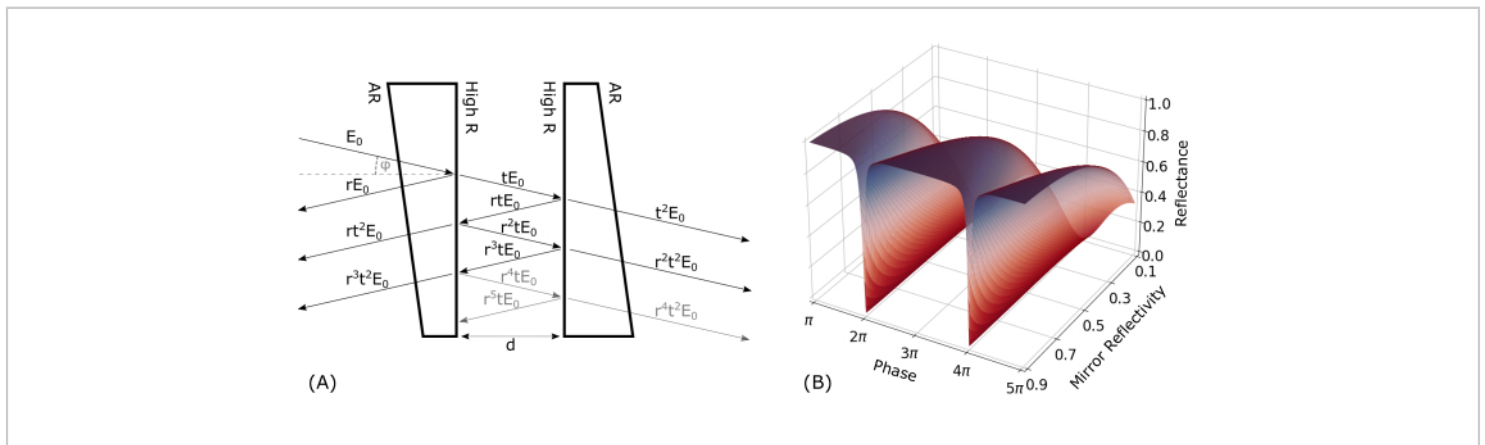 AR
High R
High R
AR
E₀
φ
rE₀
tE₀
rtE₀
t²E₀
rt²E₀
r²tE₀
r³tE₀
r²t²E₀
r³t²E₀
r⁴tE₀
r⁵tE₀
r⁴t²E₀
d
(A)
1.0
0.8
0.6
0.4
0.2
0.0
Reflectance
0.1
0.3
0.5
0.7
0.9
Mirror Reflectivity
π
2π
3π
4π
5π
Phase
(B)